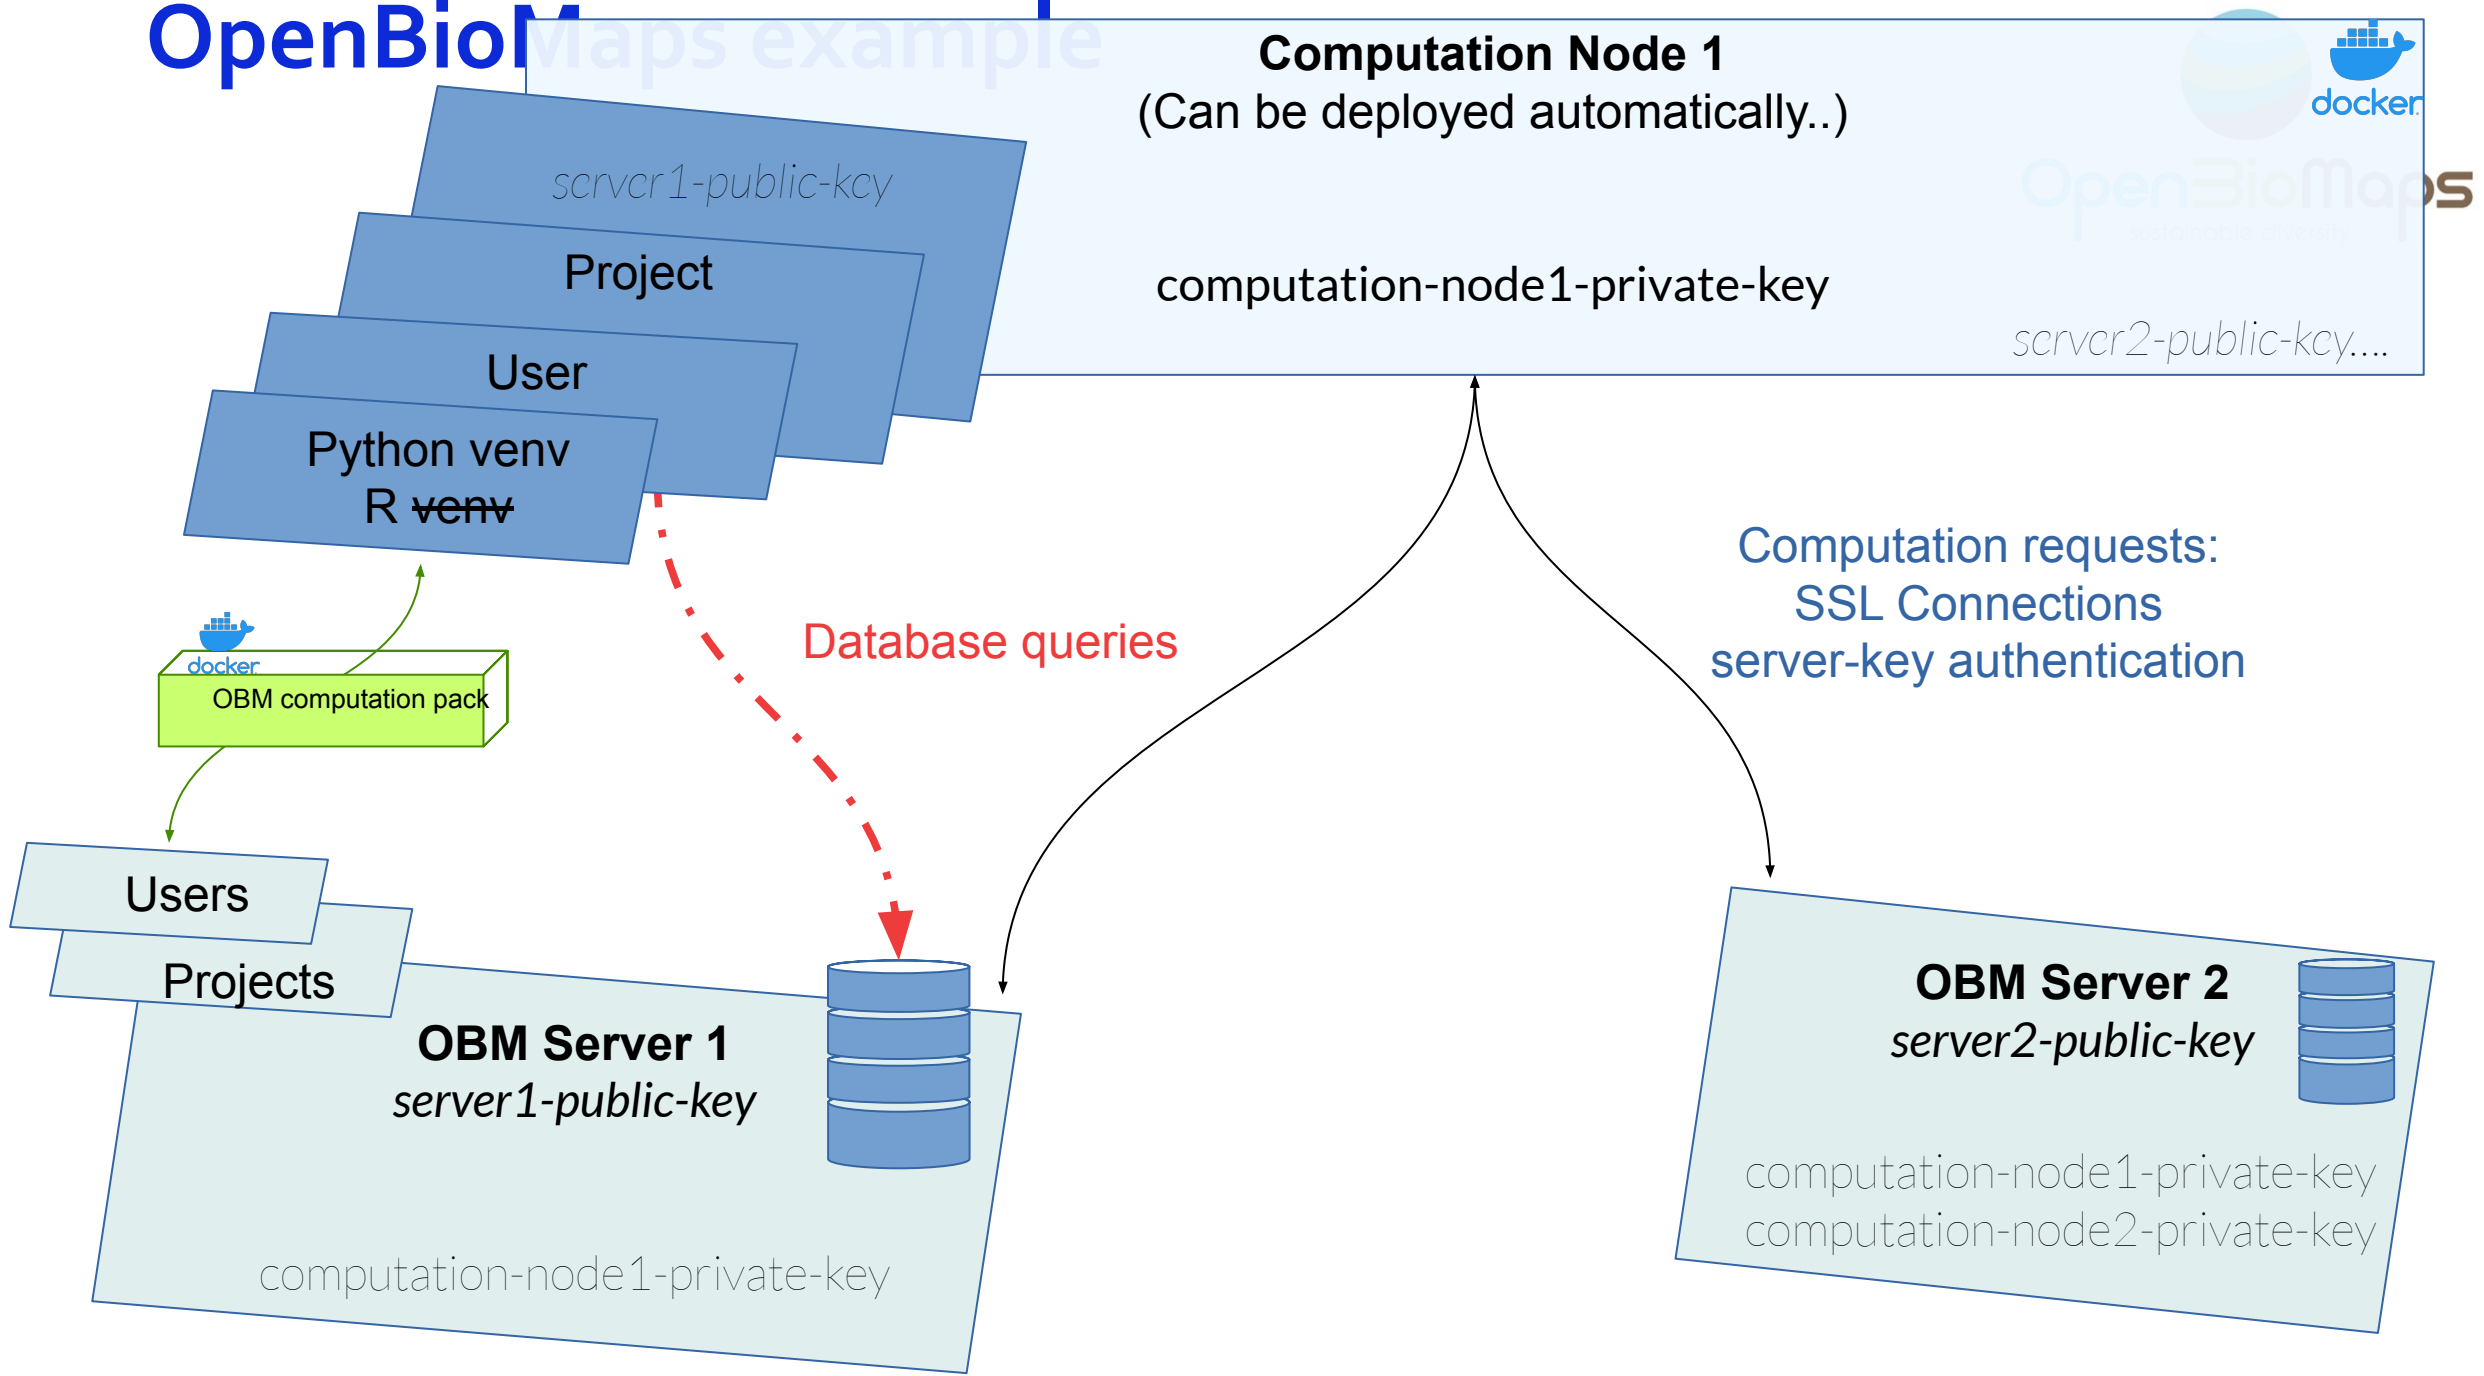 OpenBioMaps example
Computation Node 1
(Can be deployed automatically..)
docker
OpenBioMaps
sustainable diversity
server1-public-key
Project
computation-node1-private-key
server2-public-key....
User
Python venv
R venv
Computation requests:
SSL Connections
server-key authentication
Database queries
docker
OBM computation pack
Users
Projects
OBM Server 1
server1-public-key
computation-node1-private-key
OBM Server 2
server2-public-key
computation-node1-private-key
computation-node2-private-key